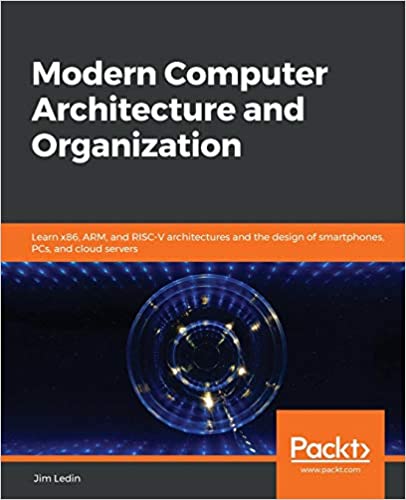 Modern Computer
Architecture and
Organization
Learn x86, ARM, and RISC-V architectures and the design of smartphones,
PCs, and cloud servers
Packt>
www.packt.com
Jim Ledin